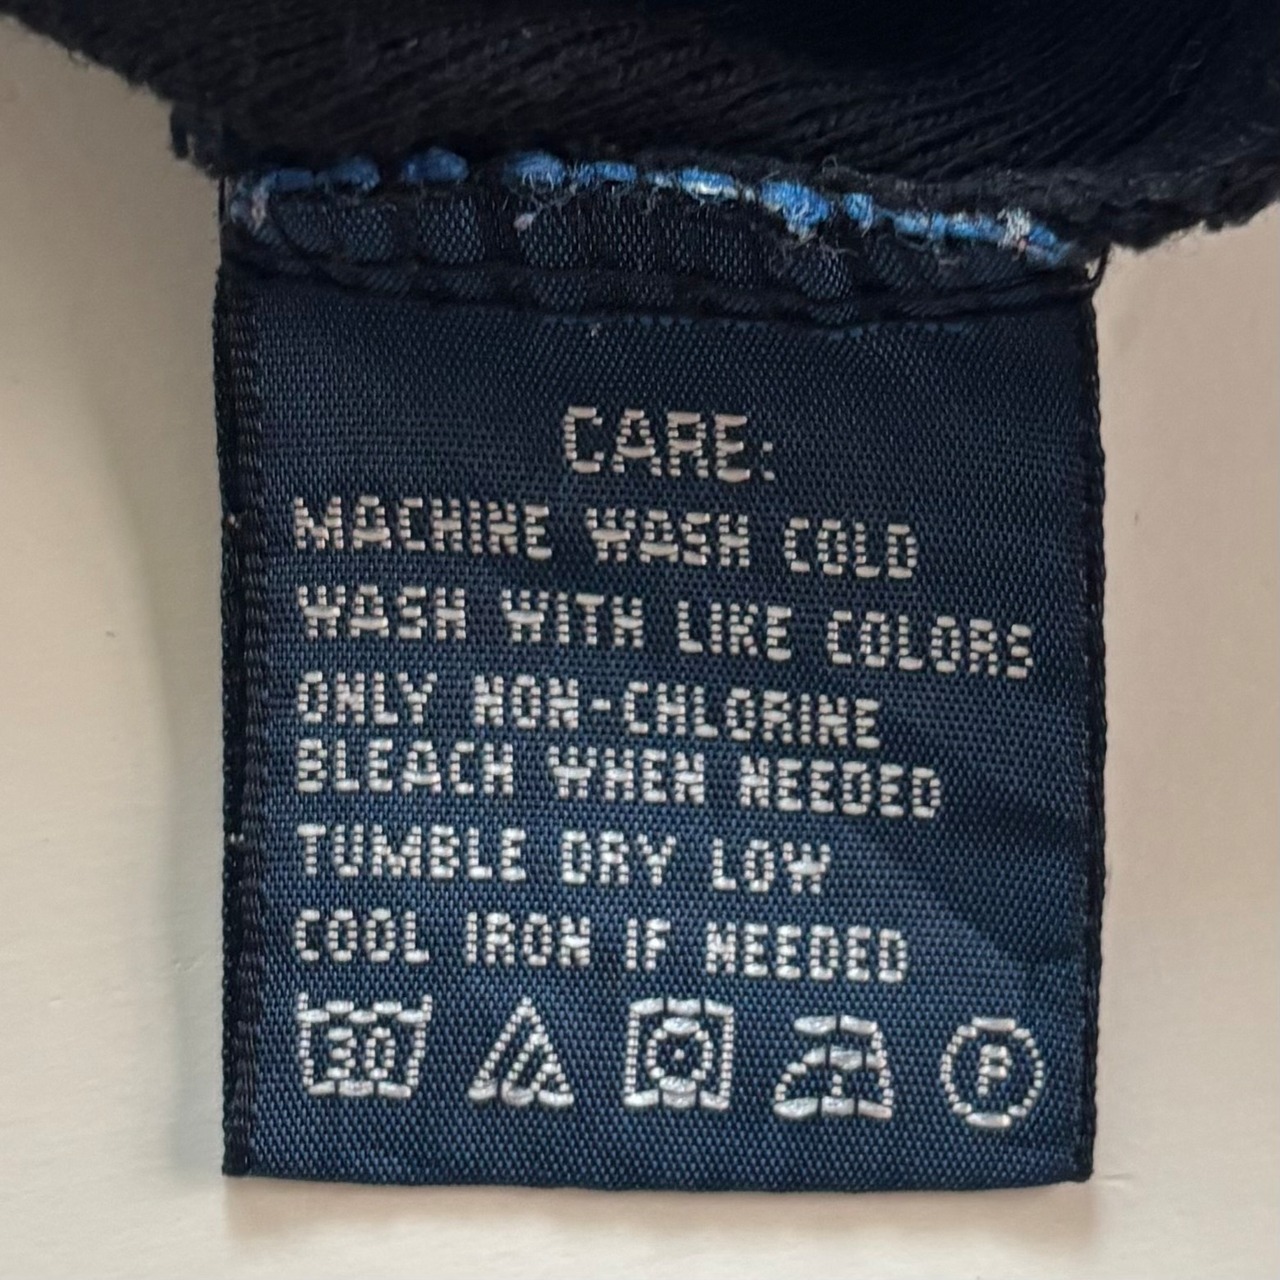 CARE:
MACHINE WASH COLD
WASH WITH LIKE COLORS
ONLY NON-CHLORINE
BLEACH WHEN NEEDED
TUMBLE DRY LOW
COOL IRON IF NEEDED
30 P